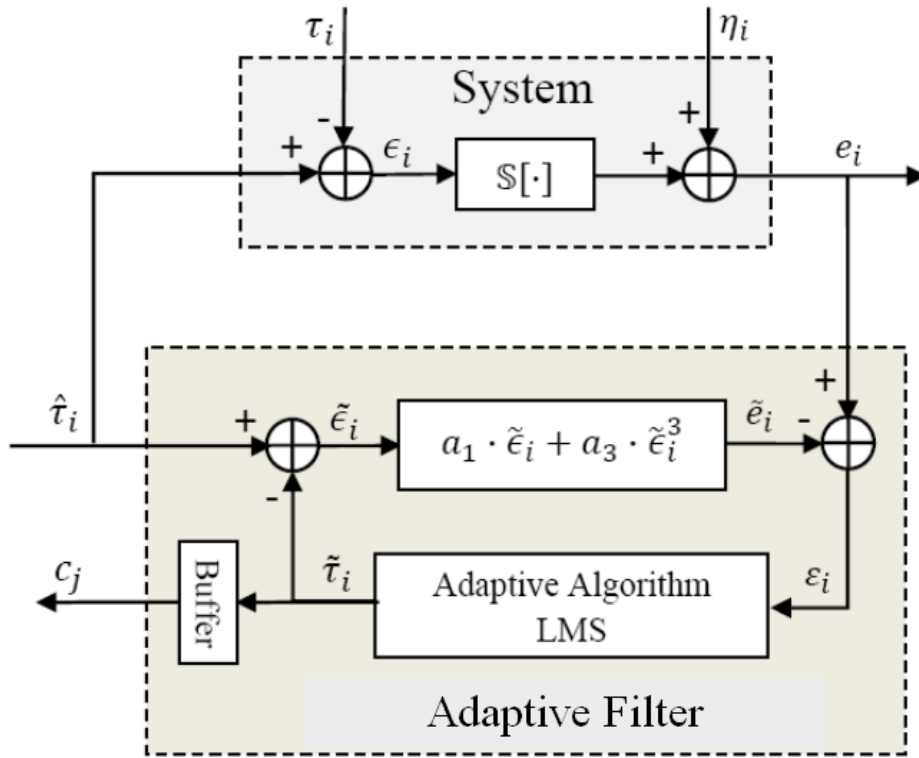 τ_i
η_i
System
-
+
+
ϵ_i
+
𝕊[·]
e_i
+
τ̂_i
+
ϵ̃_i
a_1 · ϵ̃_i + a_3 · ϵ̃_i^3
ẽ_i
-
-
c_j
Buffer
τ̃_i
Adaptive Algorithm
LMS
ε_i
Adaptive Filter